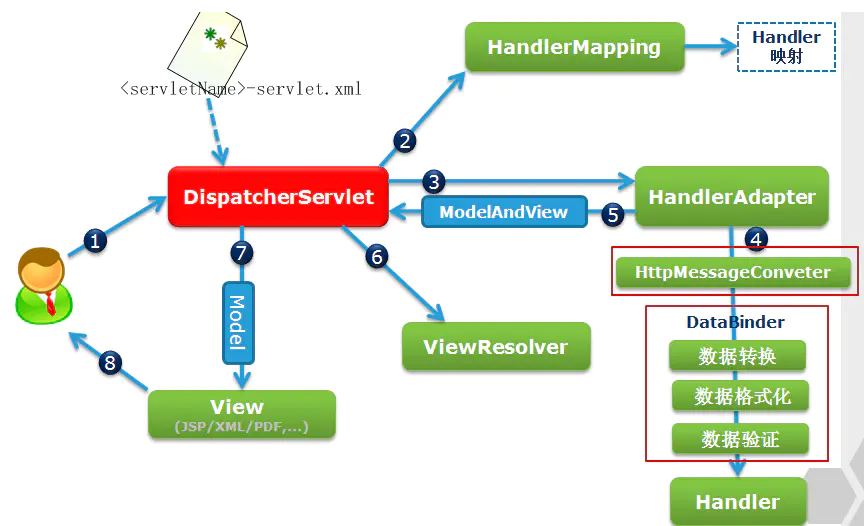 <servletName>-servlet.xml
HandlerMapping
Handler
映射
2
3
DispatcherServlet
HandlerAdapter
ModelAndView
5
1
7
6
4
HttpMessageConveter
Model
DataBinder
ViewResolver
数据转换
8
数据格式化
View
(JSP/XML/PDF,...)
数据验证
Handler